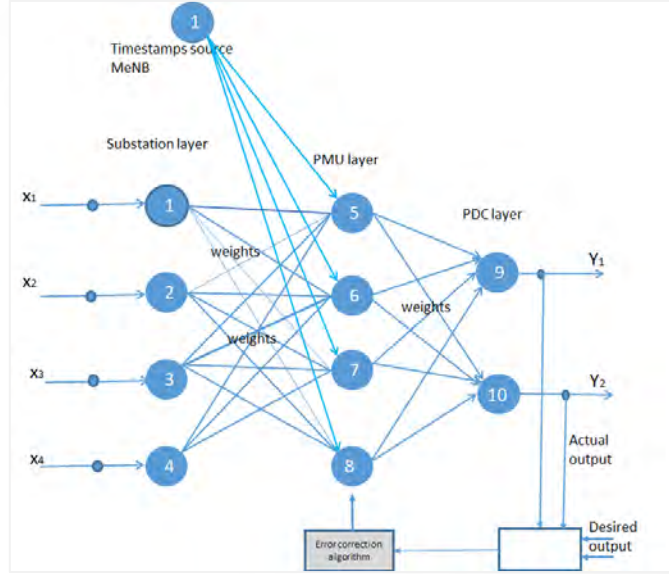 1
Timestamps source
MeNB
Substation layer
PMU layer
PDC layer
X1
1
5
weights
X2
2
6
9
Y1
weights
weights
X3
3
7
10
Y2
X4
4
8
Actual
output
Error correction
algorithm
Desired
output